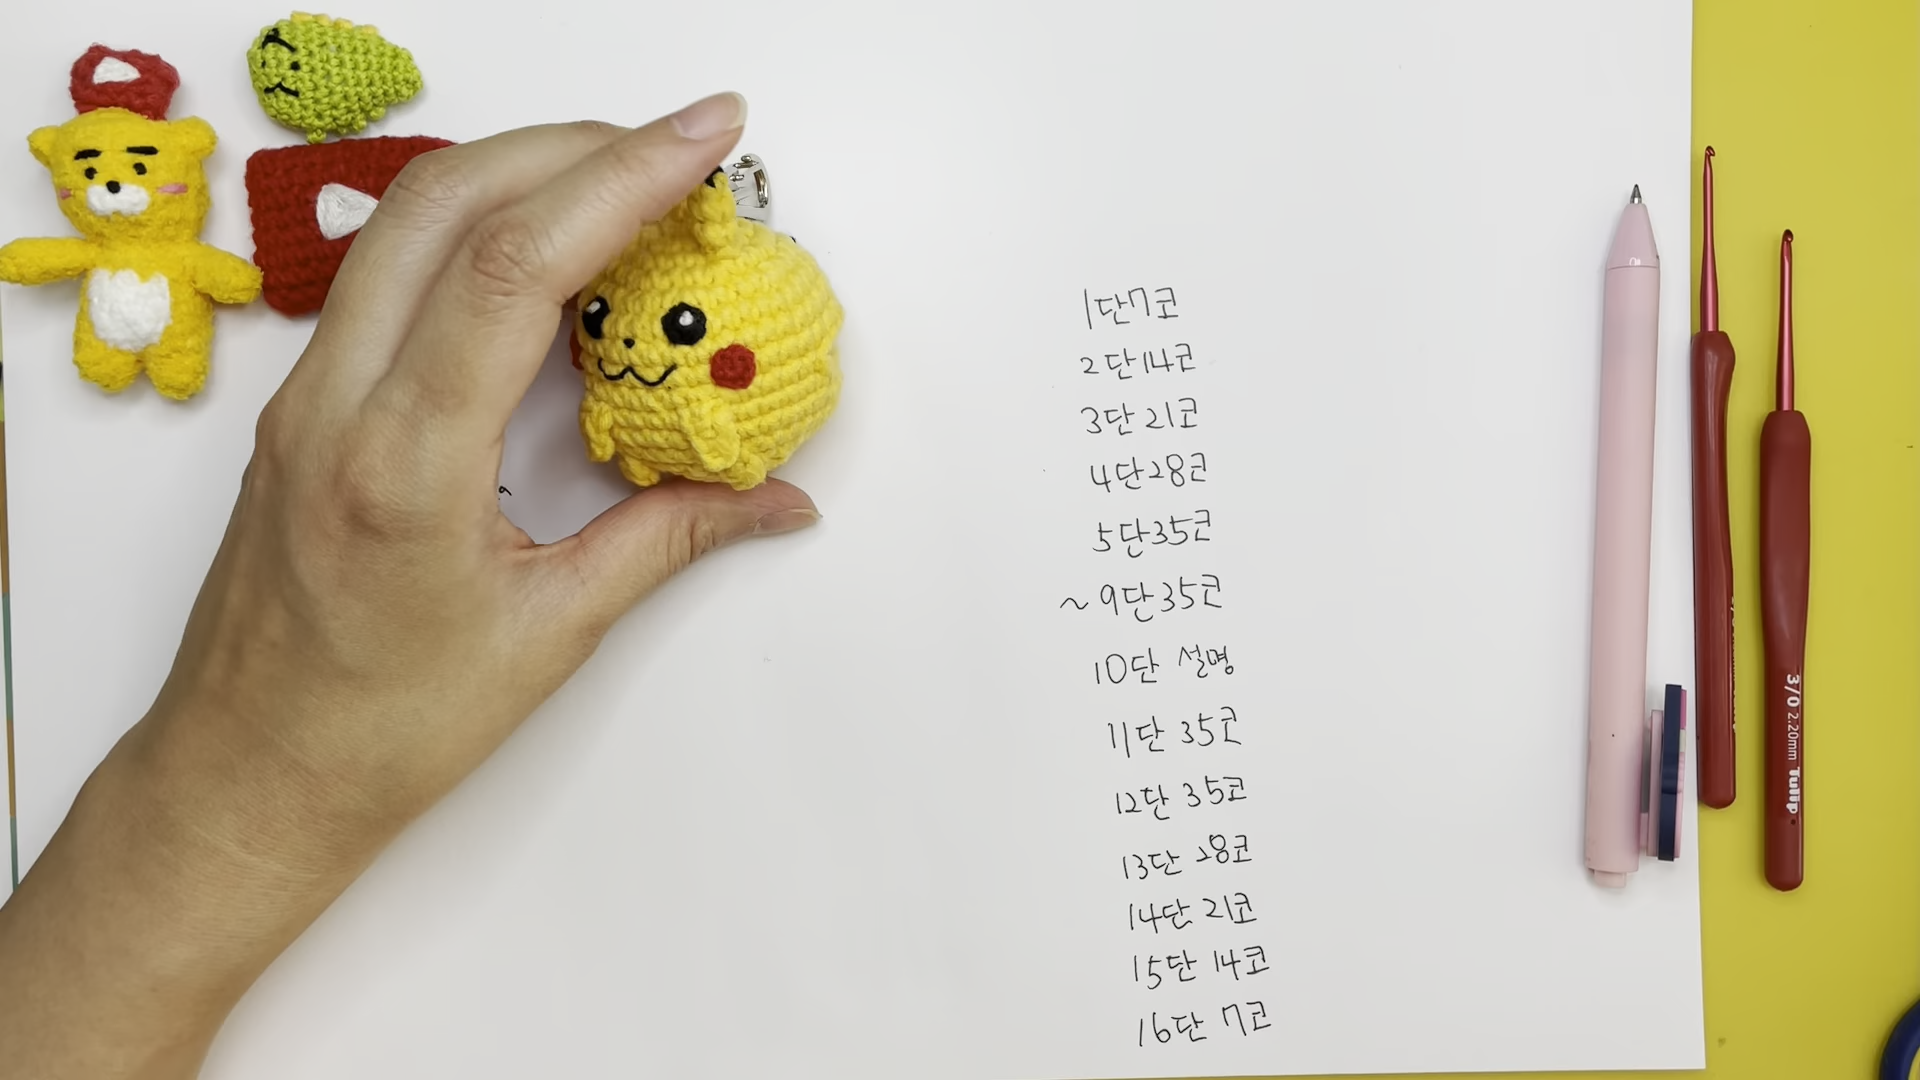 1단7코
2단14코
3단 21코
4단28코
5단35코
~9단35코
10단 설명
11단 35코
12단 35코
13단 28코
14단 21코
15단 14코
16단 7코
3/0 2.20mm Tulip